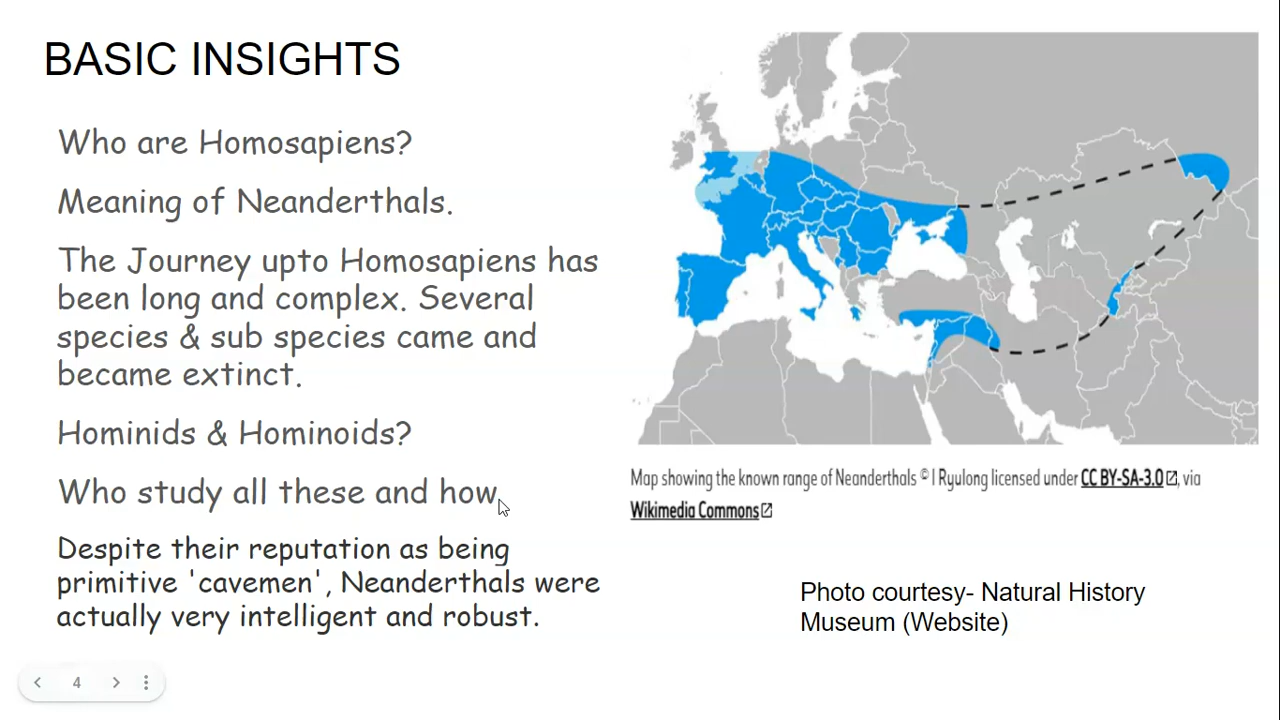 BASIC INSIGHTS
Who are Homosapiens?
Meaning of Neanderthals.
The Journey upto Homosapiens has
been long and complex. Several
species & sub species came and
became extinct.
Hominids & Hominoids?
Who study all these and how.
Despite their reputation as being
primitive 'cavemen', Neanderthals were
actually very intelligent and robust.
Map showing the known range of Neanderthals © I Ryulong licensed under CC BY-SA-3.0, via
Wikimedia Commons
Photo courtesy- Natural History
Museum (Website)
4